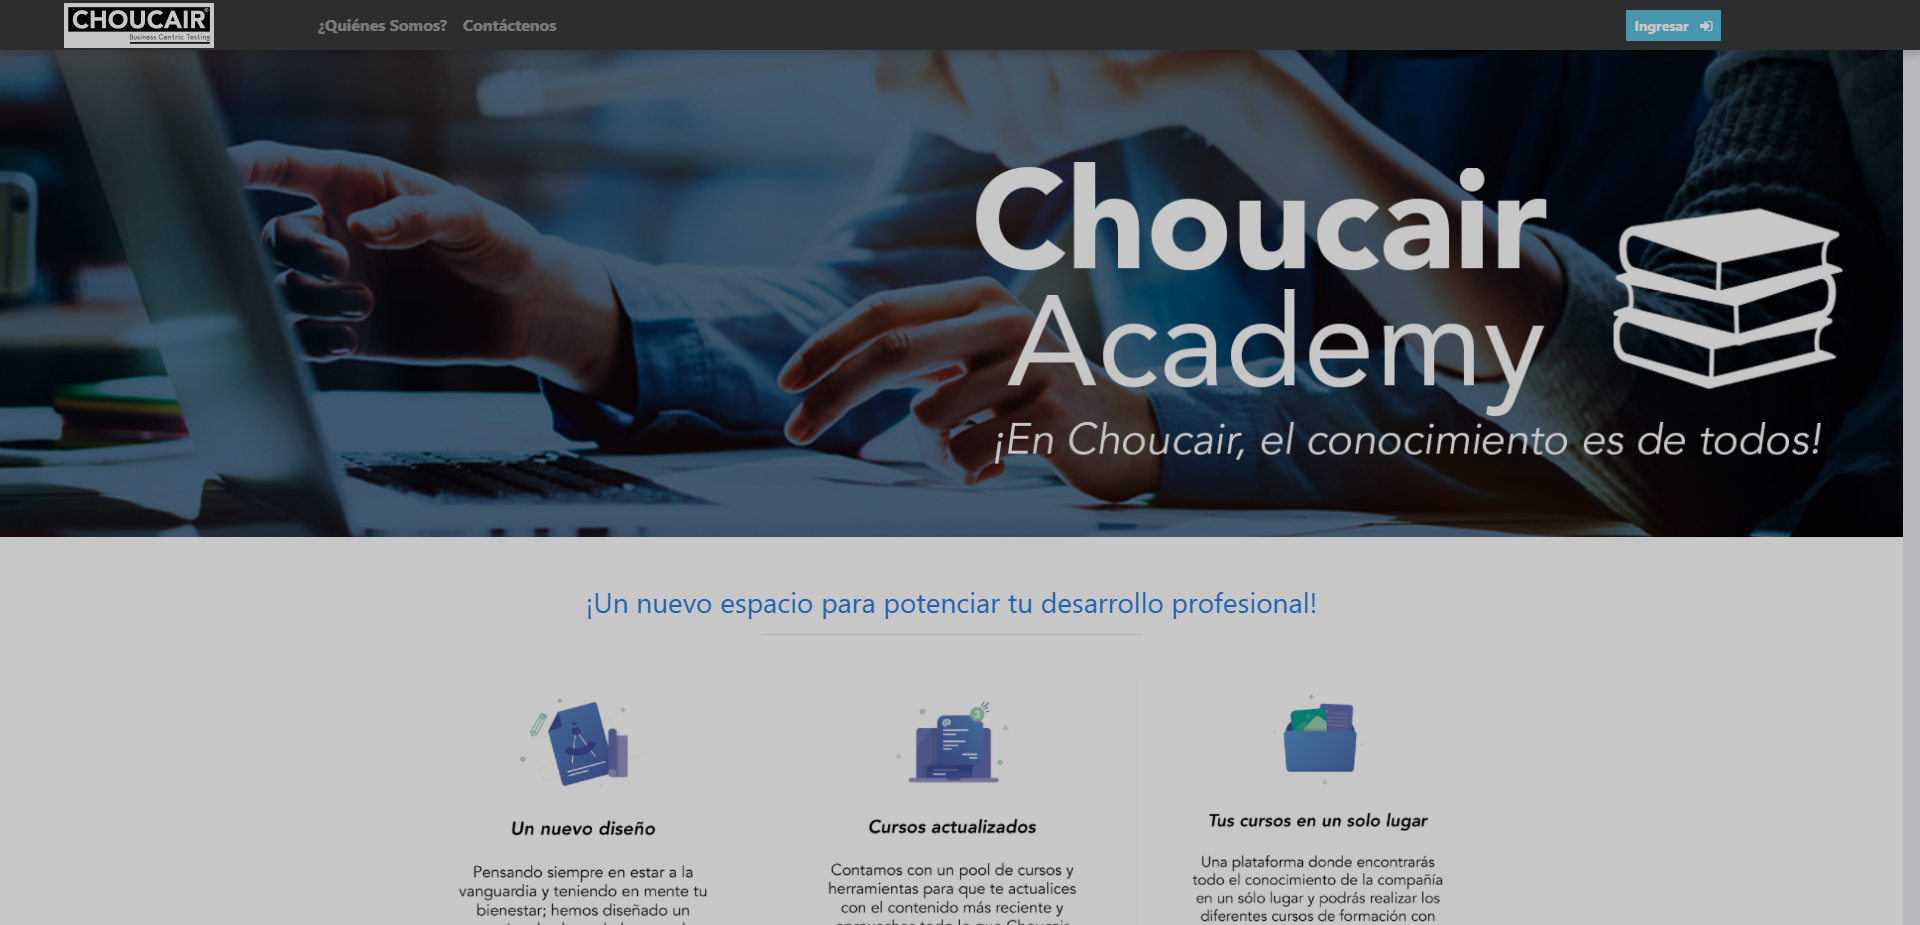 CHOUCAIR®
Business Centric Testing
¿Quiénes Somos? Contáctenos
Ingresar
Choucair
Academy
¡En Choucair, el conocimiento es de todos!
¡Un nuevo espacio para potenciar tu desarrollo profesional!
3
Un nuevo diseño
Pensando siempre en estar a la
vanguardia y teniendo en mente tu
bienestar; hemos diseñado un
Cursos actualizados
Contamos con un pool de cursos y
herramientas para que te actualices
con el contenido más reciente y
Tus cursos en un solo lugar
Una plataforma donde encontrarás
todo el conocimiento de la compañía
en un sólo lugar y podrás realizar los
diferentes cursos de formación con